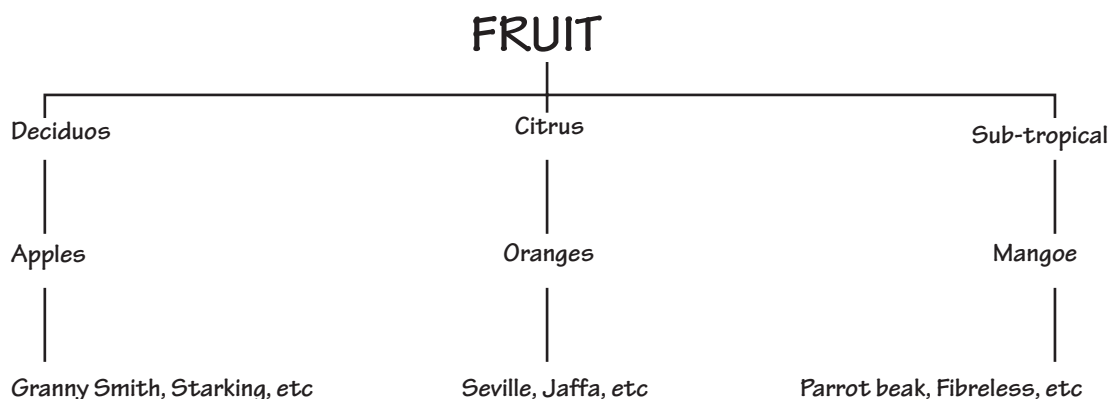 FRUIT
Deciduos
Citrus
Sub-tropical
Apples
Oranges
Mangoe
Granny Smith, Starking, etc
Seville, Jaffa, etc
Parrot beak, Fibreless, etc